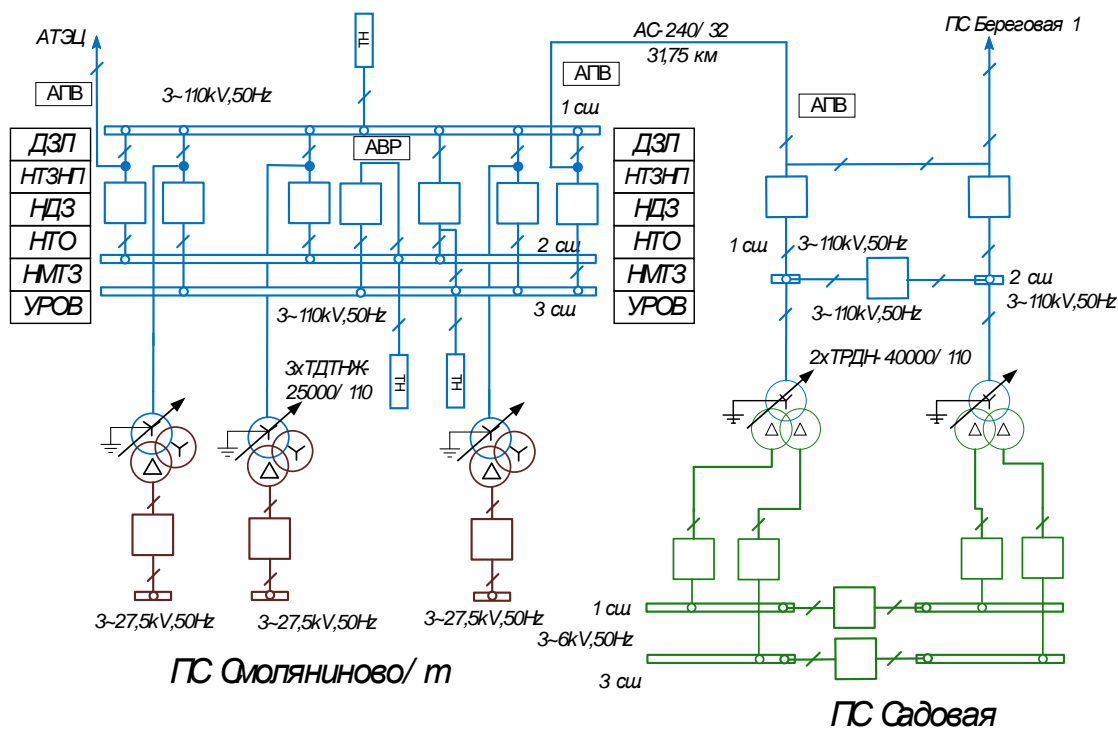 АТЭЦ
АПВ
3~110kV,50Hz
ТН
АС-240/32
31,75 км
АПВ
1 сш
АПВ
ПС Береговая 1
АВР
ДЗЛ
НТЗНП
НДЗ
НТО
НМТЗ
УРОВ
2 сш
3 сш
3~110kV,50Hz
3хТДТНЖ-
25000/110
ТН
ТН
ДЗЛ
НТЗНП
НДЗ
НТО
НМТЗ
УРОВ
1 сш
3~110kV,50Hz
2 сш
3~110kV,50Hz
3~110kV,50Hz
2хТРДН-40000/110
3~27,5kV,50Hz
3~27,5kV,50Hz
3~27,5kV,50Hz
ПС Смоляниново/т
1 сш
3~6kV,50Hz
3 сш
ПС Садовая